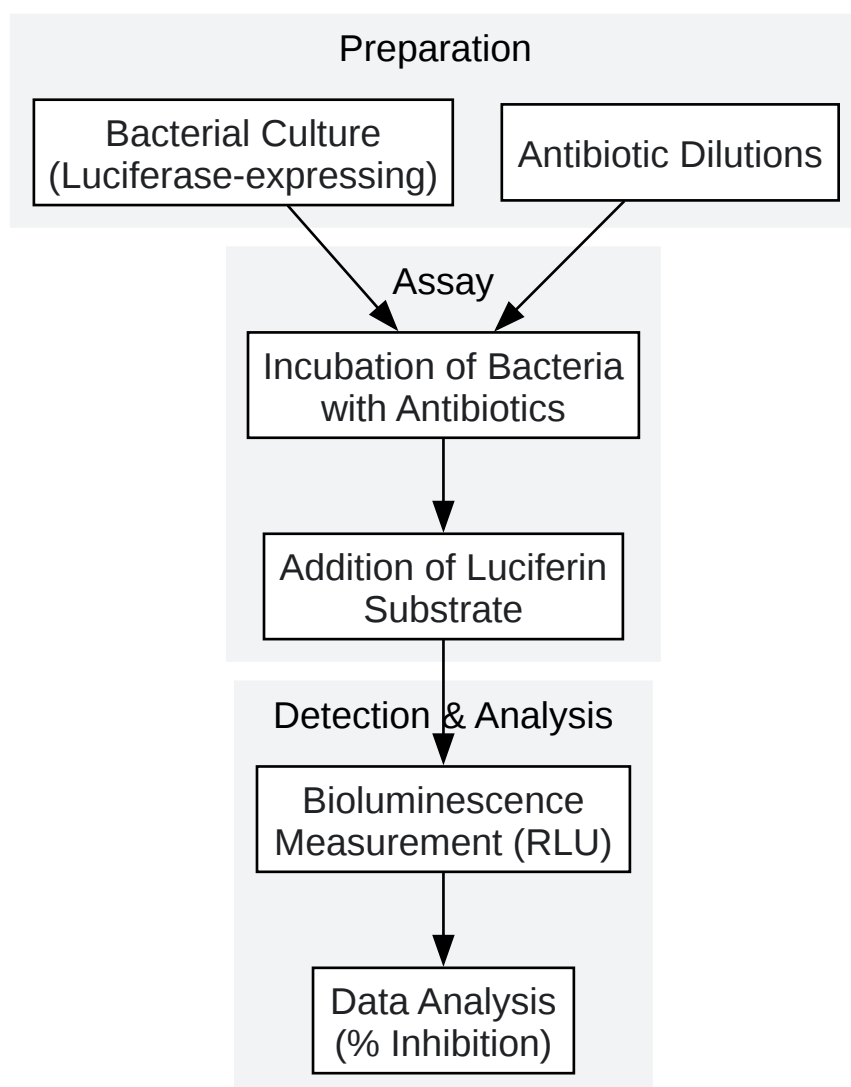 Preparation
Bacterial Culture
(Luciferase-expressing)
Antibiotic Dilutions
Assay
Incubation of Bacteria
with Antibiotics
Addition of Luciferin
Substrate
Detection & Analysis
Bioluminescence
Measurement (RLU)
Data Analysis
(% Inhibition)